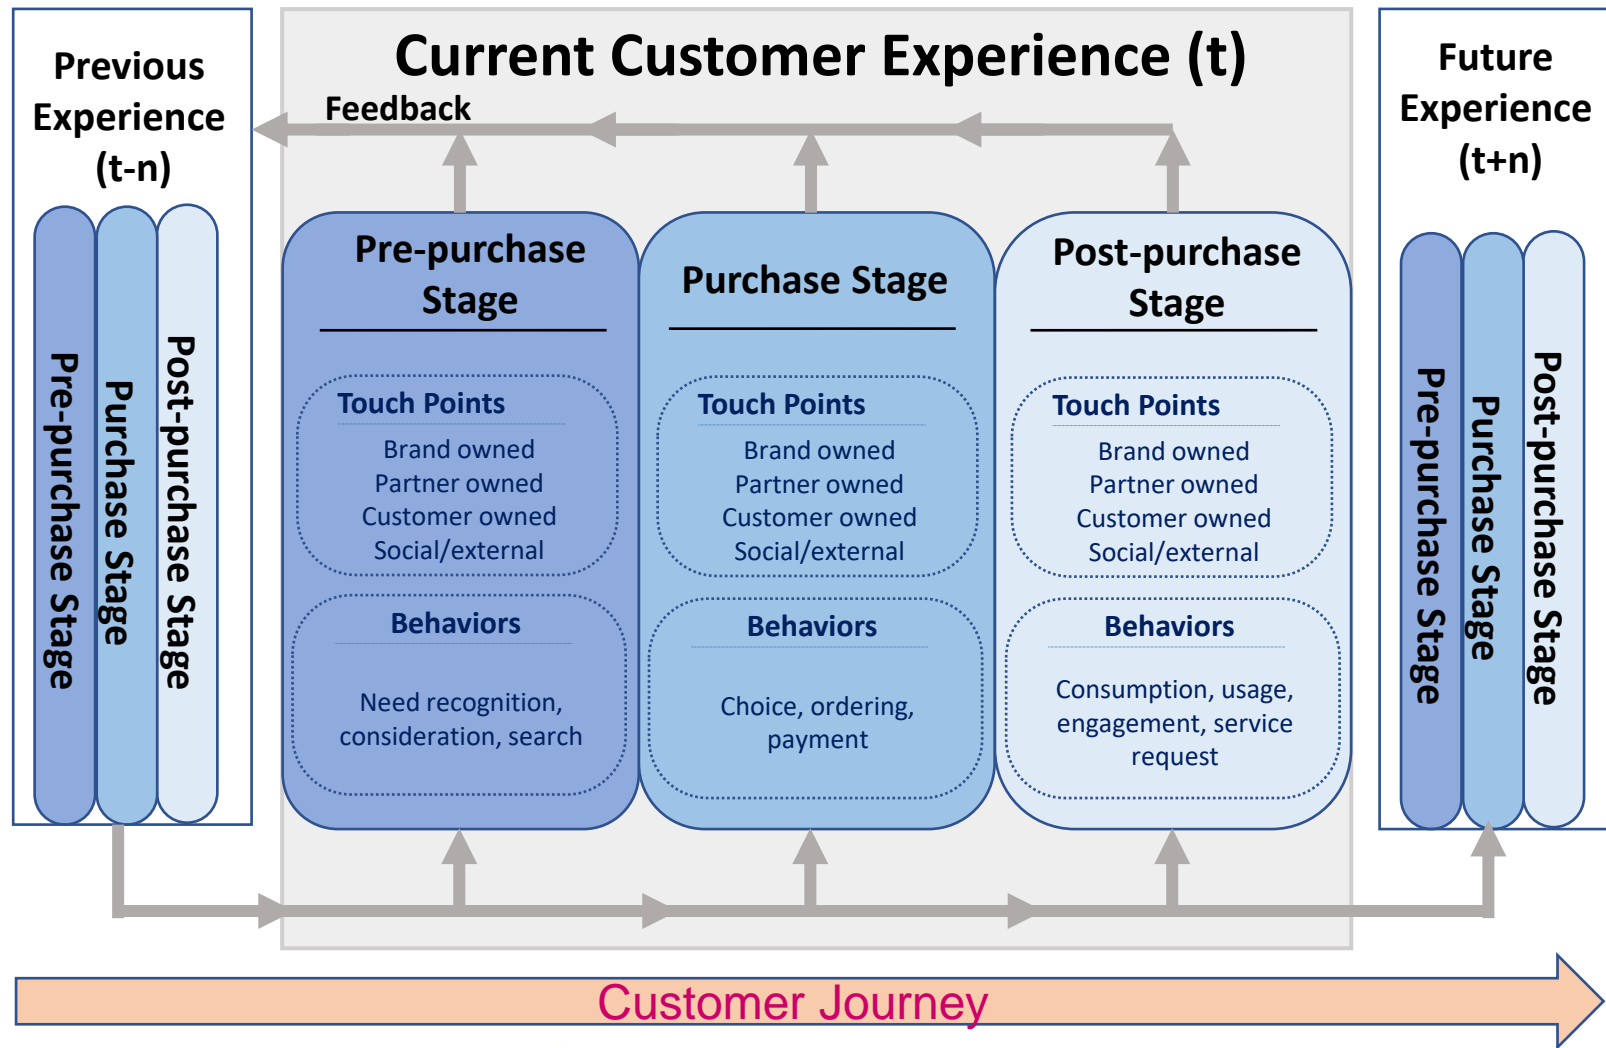 Previous
Experience
(t-n)
Pre-purchase Stage
Purchase Stage
Post-purchase Stage
Current Customer Experience (t)
Feedback
Pre-purchase
Stage
Touch Points
Brand owned
Partner owned
Customer owned
Social/external
Behaviors
Need recognition,
consideration, search
Purchase Stage
Touch Points
Brand owned
Partner owned
Customer owned
Social/external
Behaviors
Choice, ordering,
payment
Post-purchase
Stage
Touch Points
Brand owned
Partner owned
Customer owned
Social/external
Behaviors
Consumption, usage,
engagement, service
request
Future
Experience
(t+n)
Pre-purchase Stage
Purchase Stage
Post-purchase Stage
Customer Journey